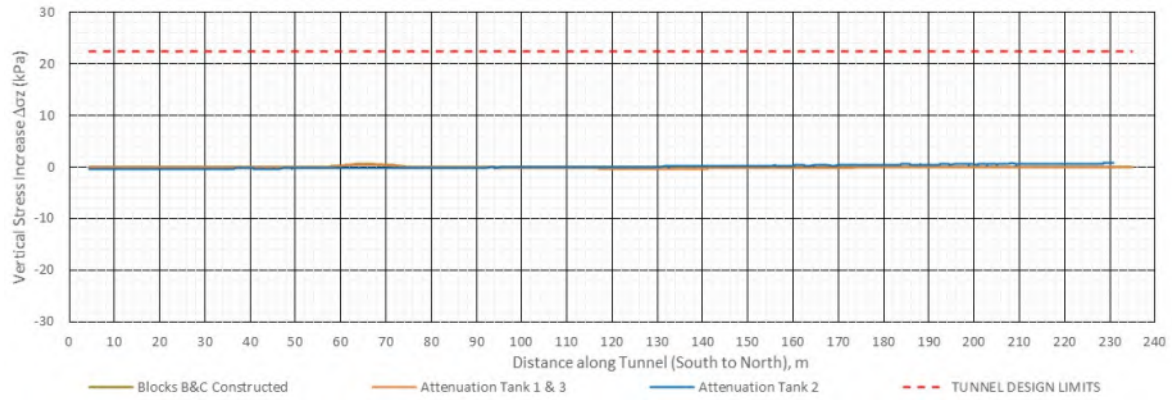 30
20
10
0
-10
-20
-30
Vertical Stress Increase Δσz (kPa)
0 10 20 30 40 50 60 70 80 90 100 110 120 130 140 150 160 170 180 190 200 210 220 230 240
Distance along Tunnel (South to North), m
Blocks B&C Constructed Attenuation Tank 1 & 3 Attenuation Tank 2 TUNNEL DESIGN LIMITS